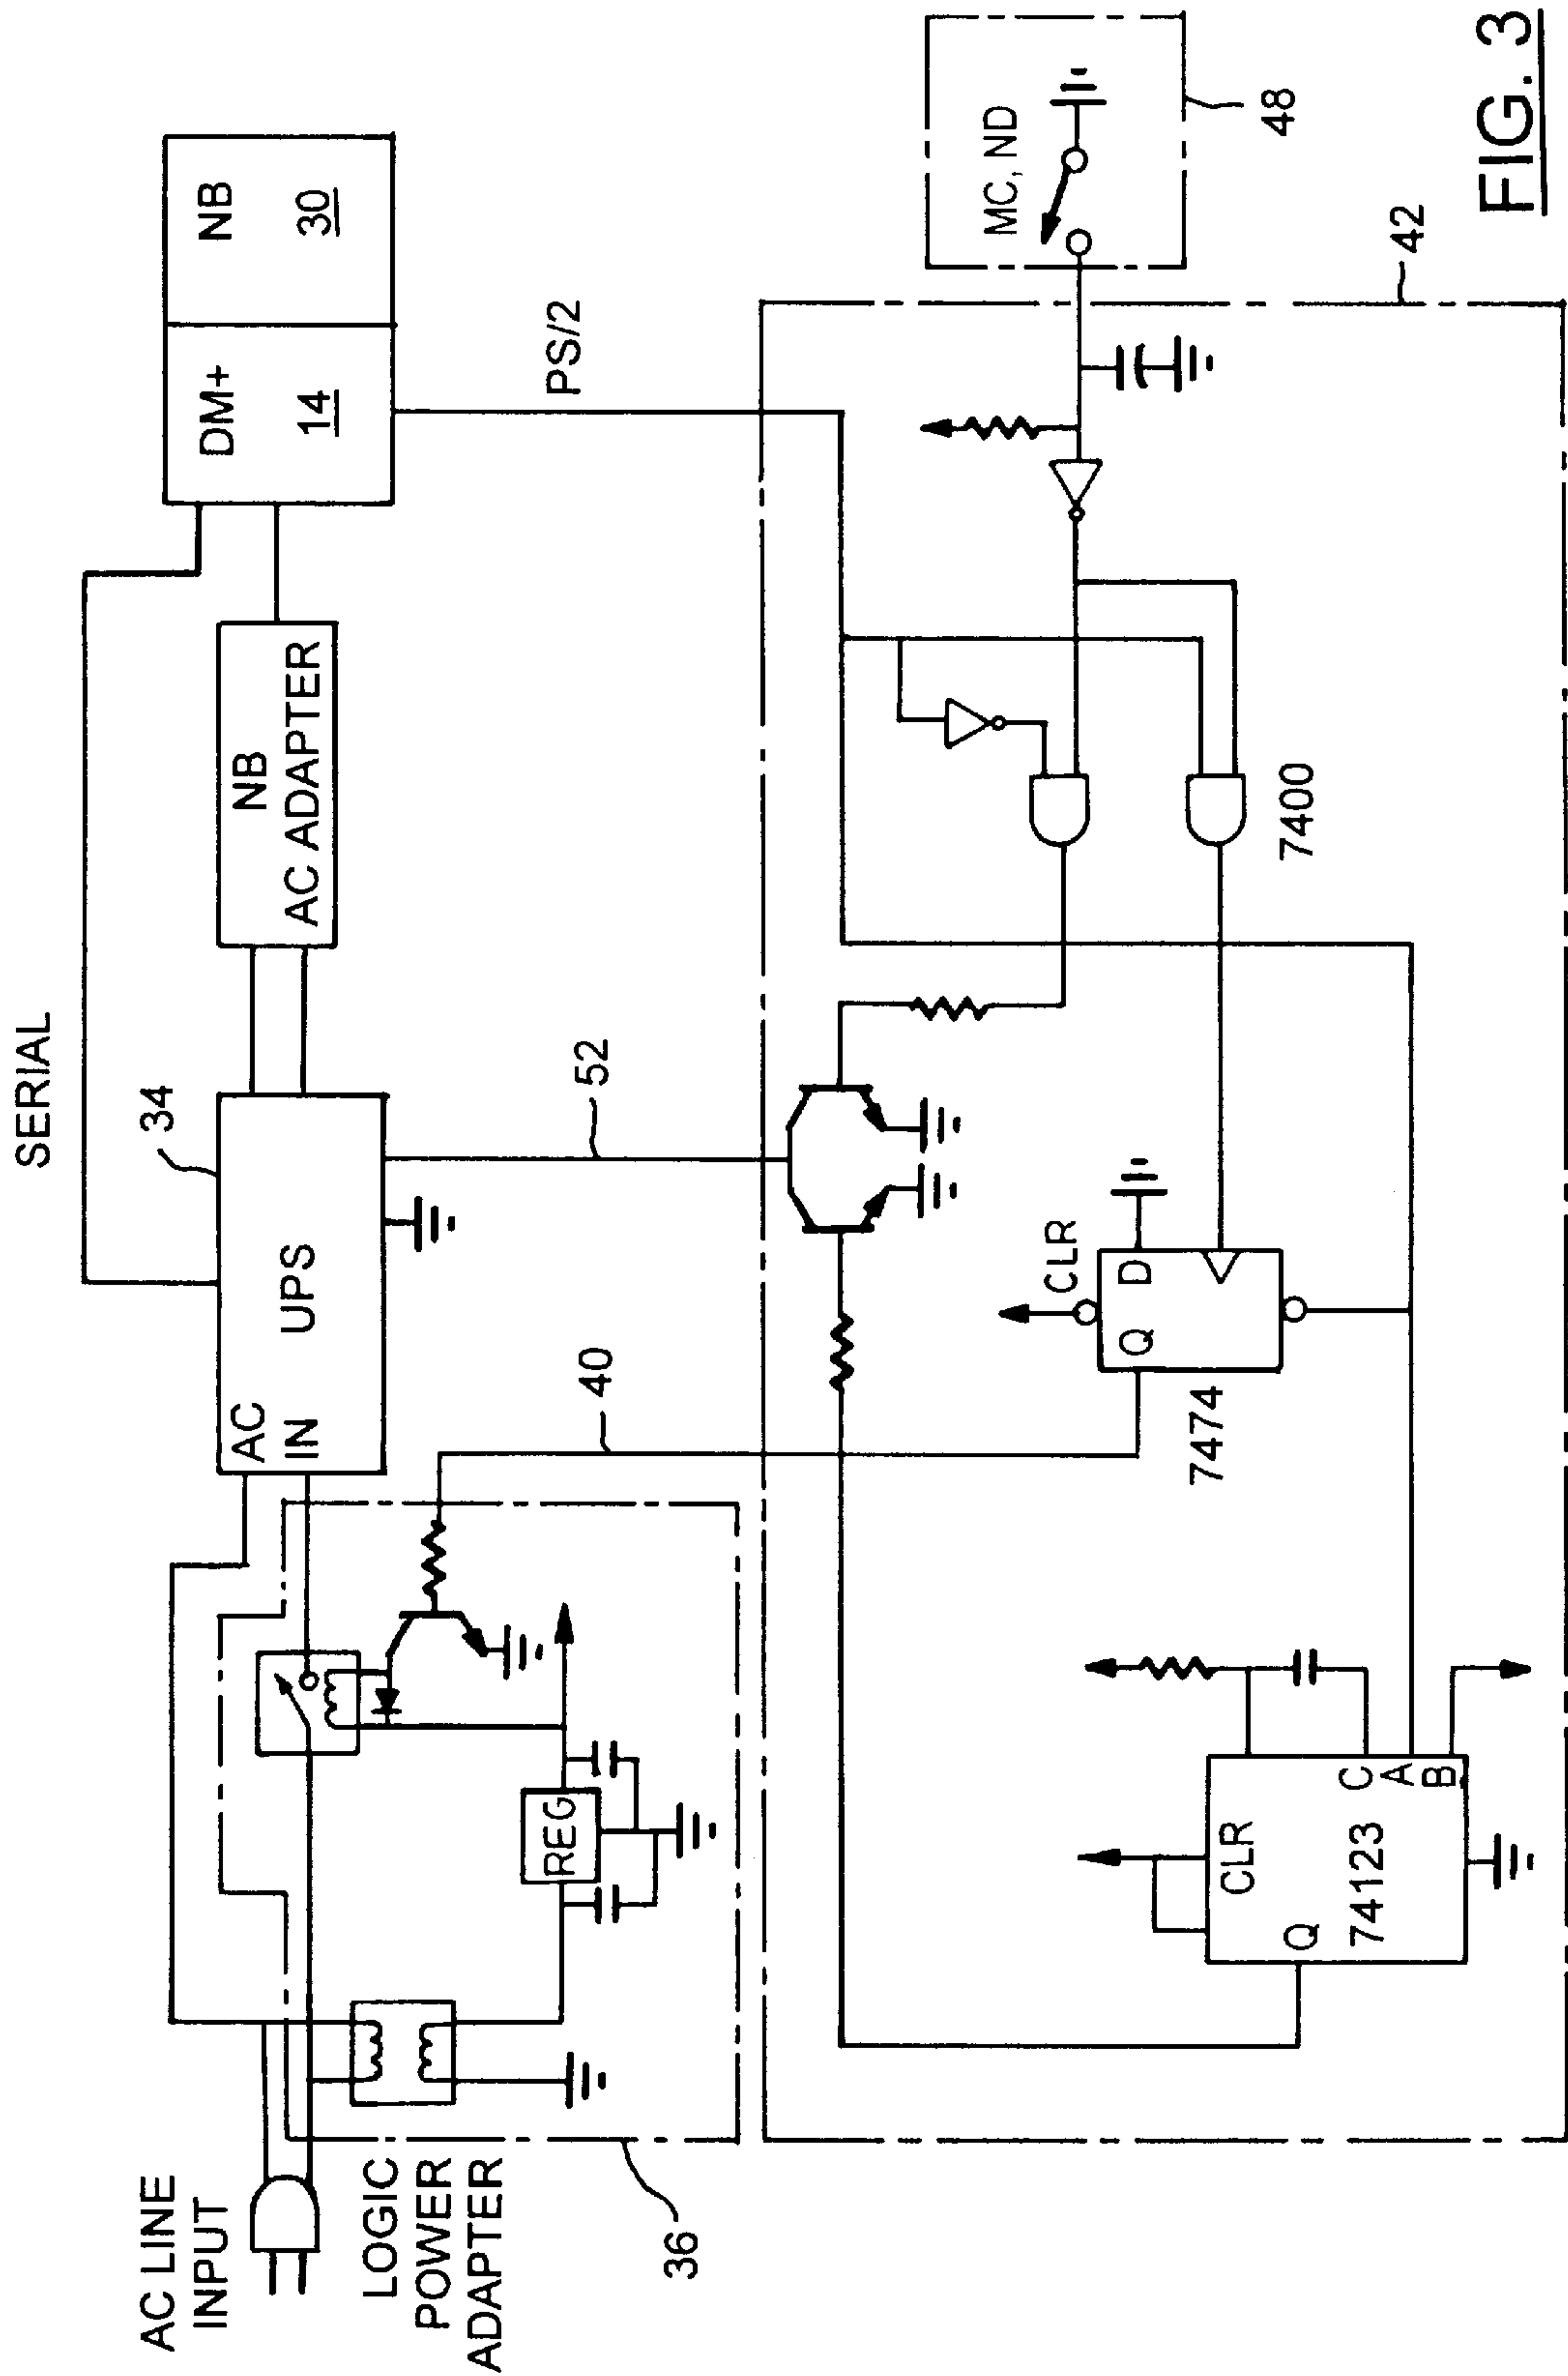 SERIAL
AC LINE
INPUT
AC
IN
UPS
34
NB
AC ADAPTER
DM+
14
NB
30
LOGIC
POWER
ADAPTER
36
REG
40
52
PS/2
MC, ND
48
42
CLR
Q
D
7474
7400
CLR
Q
74123
C
A
B
FIG. 3